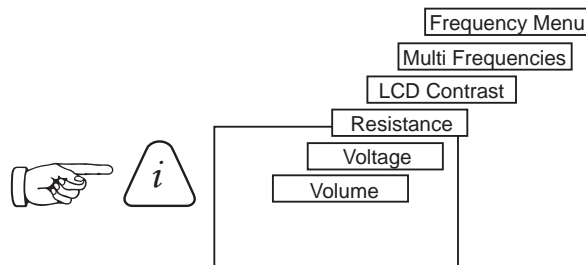 Frequency Menu
Multi Frequencies
LCD Contrast
Resistance
Voltage
i
Volume